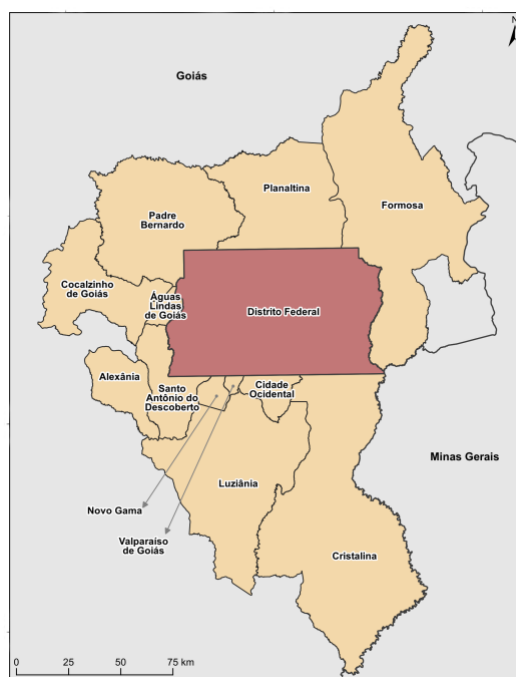 N
Goiás
Planaltina
Formosa
Padre
Bernardo
Cocalzinho
de Goiás
Águas
Lindas
de Goiás
Distrito Federal
Alexânia
Santo
Antônio do
Descoberto
Cidade
Ocidental
Minas Gerais
Luziânia
Novo Gama
Valparaíso
de Goiás
Cristalina
0 25 50 75 km